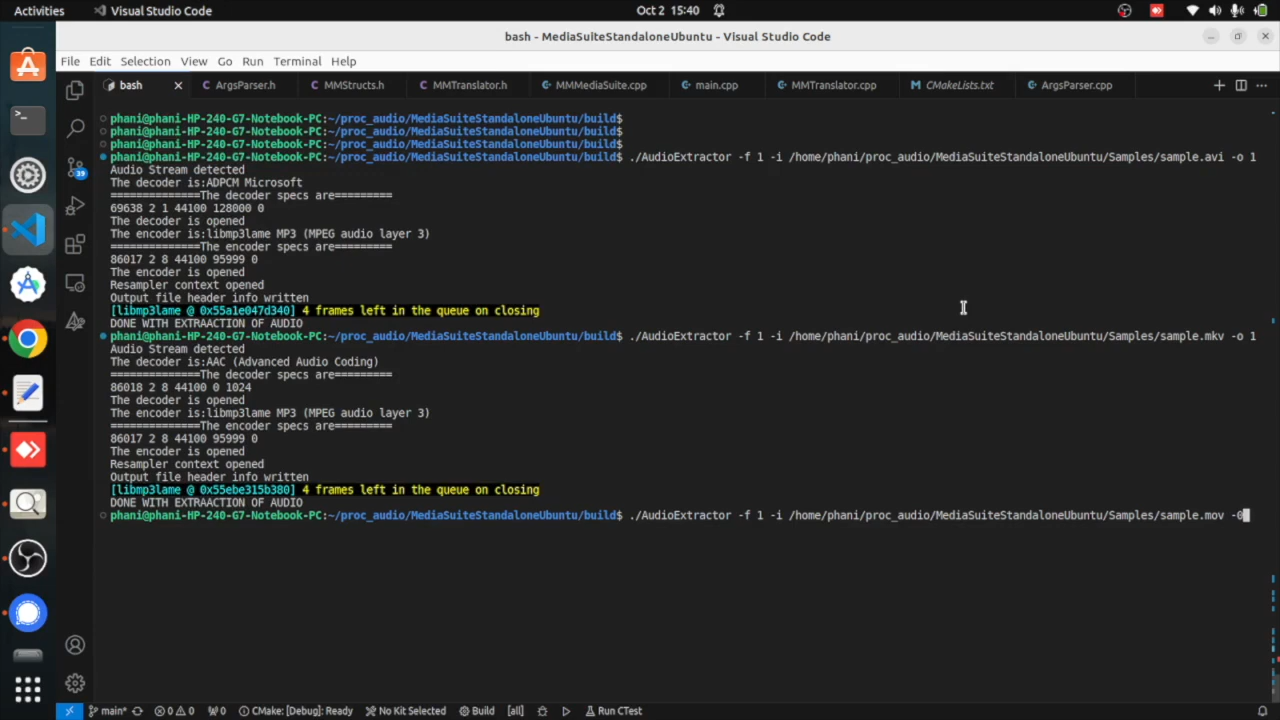 Activities
Visual Studio Code
Oct 2 15:40
bash - MediaSuiteStandaloneUbuntu - Visual Studio Code
File Edit Selection View Go Run Terminal Help
bash
ArgsParser.h
MMStructs.h
MMTranslator.h
MMMediaSuite.cpp
main.cpp
MMTranslator.cpp
CMakeLists.txt
ArgsParser.cpp
phani@phani-HP-240-G7-Notebook-PC:~/proc_audio/MediaSuiteStandaloneUbuntu/build$
phani@phani-HP-240-G7-Notebook-PC:~/proc_audio/MediaSuiteStandaloneUbuntu/build$
phani@phani-HP-240-G7-Notebook-PC:~/proc_audio/MediaSuiteStandaloneUbuntu/build$
phani@phani-HP-240-G7-Notebook-PC:~/proc_audio/MediaSuiteStandaloneUbuntu/build$ ./AudioExtractor -f 1 -i /home/phani/proc_audio/MediaSuiteStandaloneUbuntu/Samples/sample.avi -o 1
Audio Stream detected
The decoder is:ADPCM Microsoft
==============The decoder specs are=========
69638 2 1 44100 128000 0
The decoder is opened
The encoder is:libmp3lame MP3 (MPEG audio layer 3)
==============The encoder specs are=========
86017 2 8 44100 95999 0
The encoder is opened
Resampler context opened
Output file header info written
[libmp3lame @ 0x55a1e047d340] 4 frames left in the queue on closing
DONE WITH EXTRAACTION OF AUDIO
phani@phani-HP-240-G7-Notebook-PC:~/proc_audio/MediaSuiteStandaloneUbuntu/build$ ./AudioExtractor -f 1 -i /home/phani/proc_audio/MediaSuiteStandaloneUbuntu/Samples/sample.mkv -o 1
Audio Stream detected
The decoder is:AAC (Advanced Audio Coding)
==============The decoder specs are=========
86018 2 8 44100 0 1024
The decoder is opened
The encoder is:libmp3lame MP3 (MPEG audio layer 3)
==============The encoder specs are=========
86017 2 8 44100 95999 0
The encoder is opened
Resampler context opened
Output file header info written
[libmp3lame @ 0x55ebe315b380] 4 frames left in the queue on closing
DONE WITH EXTRAACTION OF AUDIO
phani@phani-HP-240-G7-Notebook-PC:~/proc_audio/MediaSuiteStandaloneUbuntu/build$ ./AudioExtractor -f 1 -i /home/phani/proc_audio/MediaSuiteStandaloneUbuntu/Samples/sample.mov -0
39
main* 0 0 0 CMake: [Debug]: Ready No Kit Selected Build [all] Run CTest